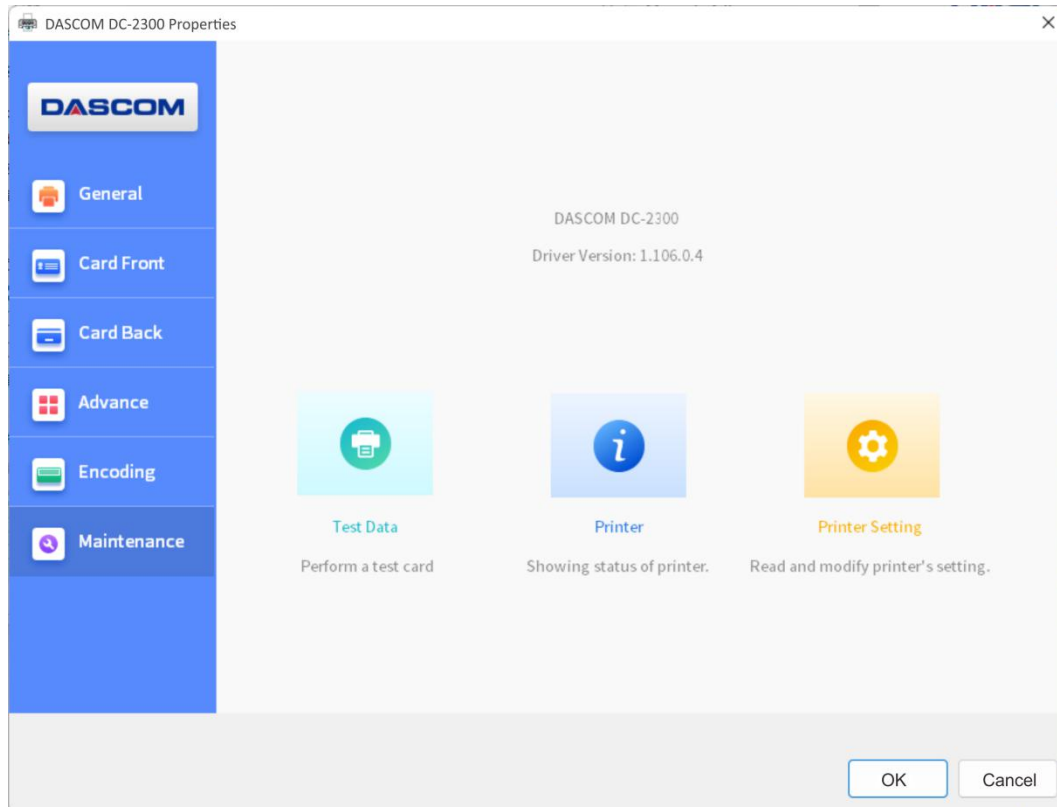 DASCOM DC-2300 Properties
DASCOM
General
Card Front
Card Back
Advance
Encoding
Maintenance
DASCOM DC-2300
Driver Version: 1.106.0.4
Test Data
Perform a test card
Printer
Showing status of printer.
Printer Setting
Read and modify printer's setting.
OK
Cancel